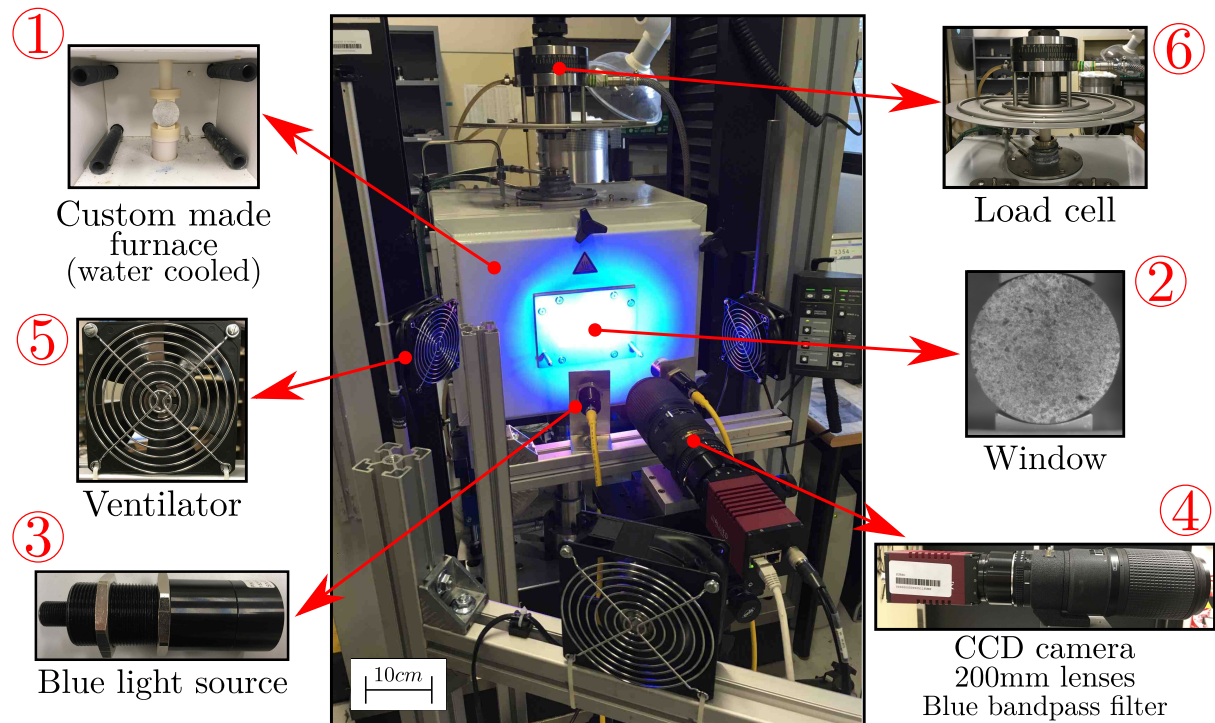 ①
Custom made
furnace
(water cooled)
⑤
Ventilator
③
Blue light source
10cm
⑥
Load cell
②
Window
④
CCD camera
200mm lenses
Blue bandpass filter